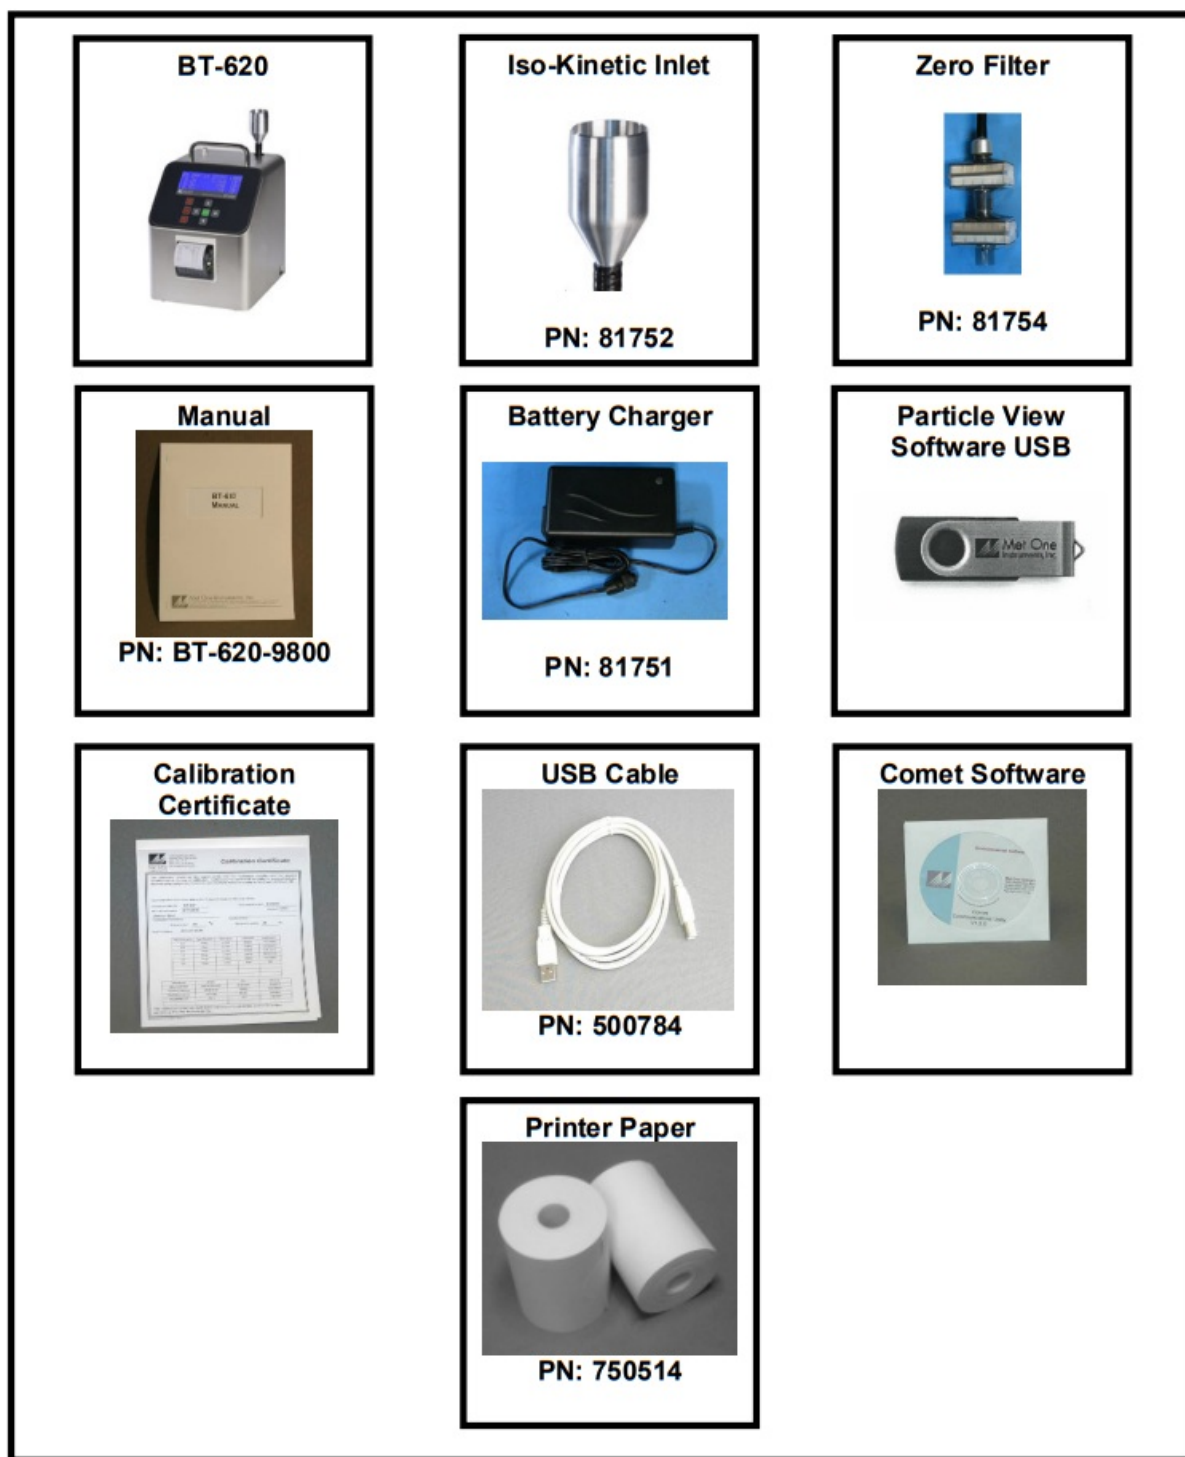 BT-620
Iso-Kinetic Inlet
Zero Filter
PN: 81752
PN: 81754
Manual
BT-610
MANUAL
PN: BT-620-9800
Battery Charger
PN: 81751
Particle View
Software USB
Met One
Instruments, Inc.
Calibration
Certificate
Calibration Certificate
USB Cable
PN: 500784
Comet Software
Printer Paper
PN: 750514